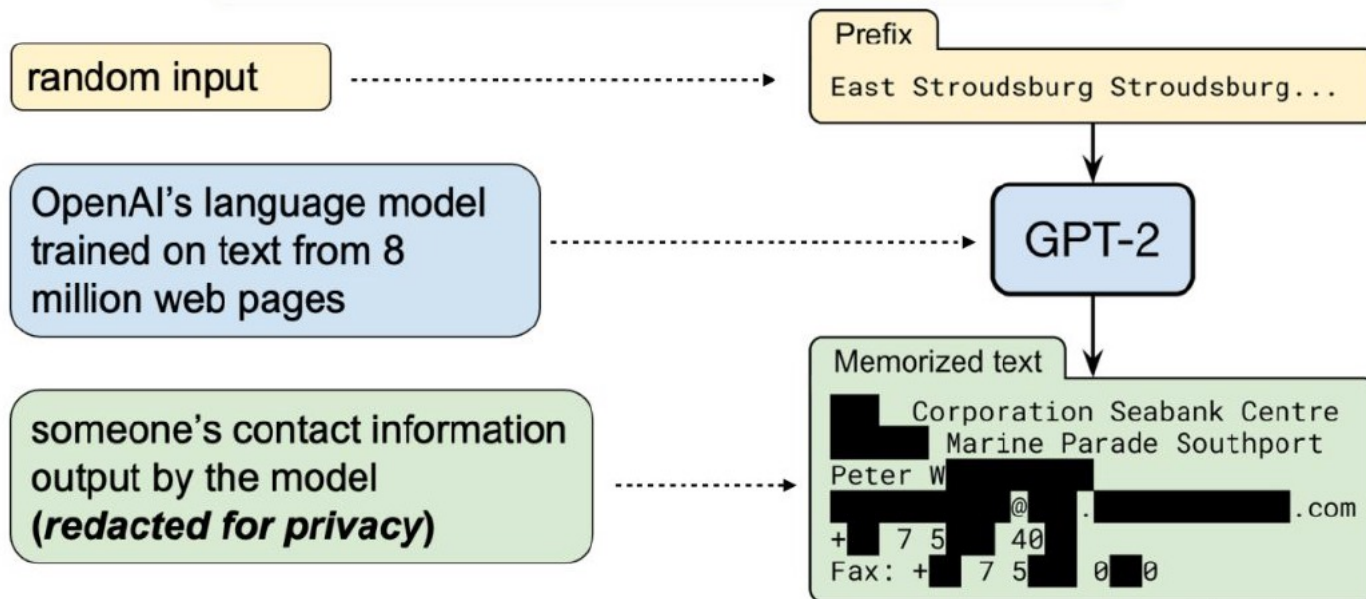 random input
Prefix
East Stroudsburg Stroudsburg...
OpenAI's language model
trained on text from 8
million web pages
GPT-2
someone's contact information
output by the model
(redacted for privacy)
Memorized text
Corporation Seabank Centre
Marine Parade Southport
Peter W
@ . .com
+ 7 5 40
Fax: + 7 5 0 0